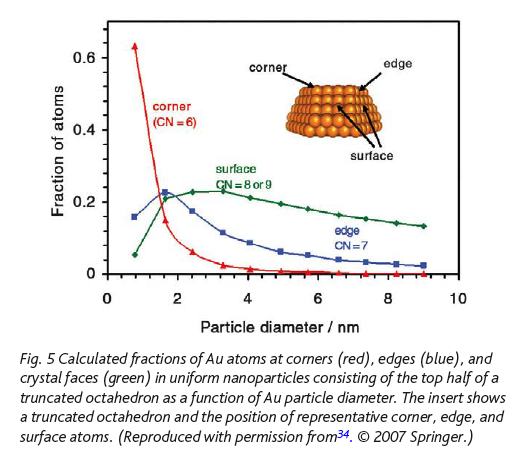 0.6
0.4
0.2
0
Fraction of atoms
corner
(CN = 6)
corner
edge
surface
surface
CN = 8 or 9
edge
CN = 7
0
2
4
6
8
10
Particle diameter / nm
Fig. 5 Calculated fractions of Au atoms at corners (red), edges (blue), and
crystal faces (green) in uniform nanoparticles consisting of the top half of a
truncated octahedron as a function of Au particle diameter. The insert shows
a truncated octahedron and the position of representative corner, edge, and
surface atoms. (Reproduced with permission from34. © 2007 Springer.)